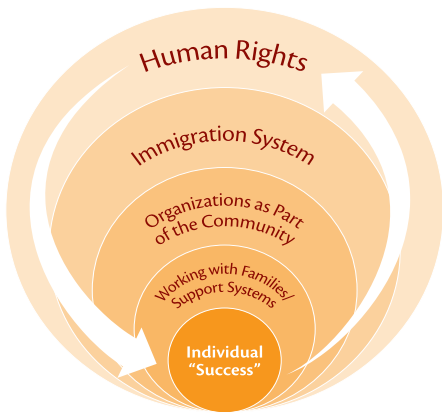 Human Rights
Immigration System
Organizations as Part
of the Community
Working with Families/
Support Systems
Individual
“Success”